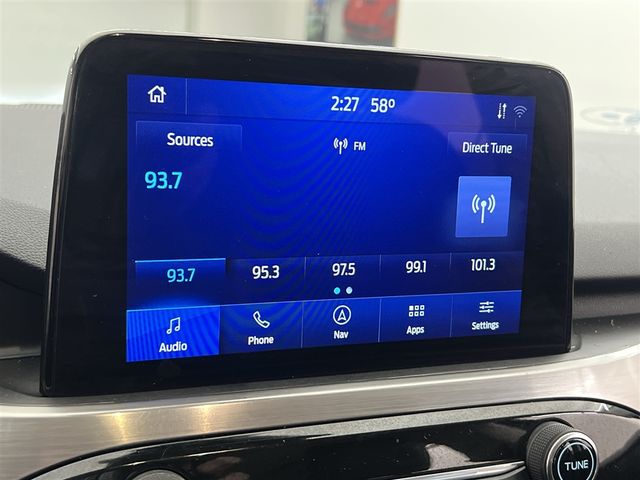 2:27 58º
Sources
FM
Direct Tune
93.7
93.7 95.3 97.5 99.1 101.3
Audio Phone Nav Apps Settings
TUNE